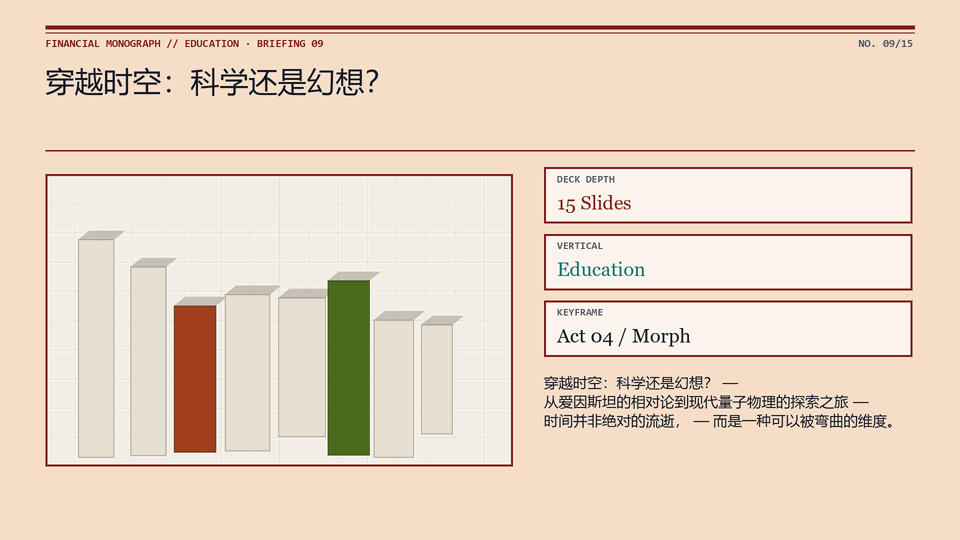 FINANCIAL MONOGRAPH // EDUCATION · BRIEFING 09
NO. 09/15
穿越时空：科学还是幻想？
DECK DEPTH
15 Slides
VERTICAL
Education
KEYFRAME
Act 04 / Morph
穿越时空：科学还是幻想？ —
从爱因斯坦的相对论到现代量子物理的探索之旅 —
时间并非绝对的流逝， — 而是一种可以被弯曲的维度。